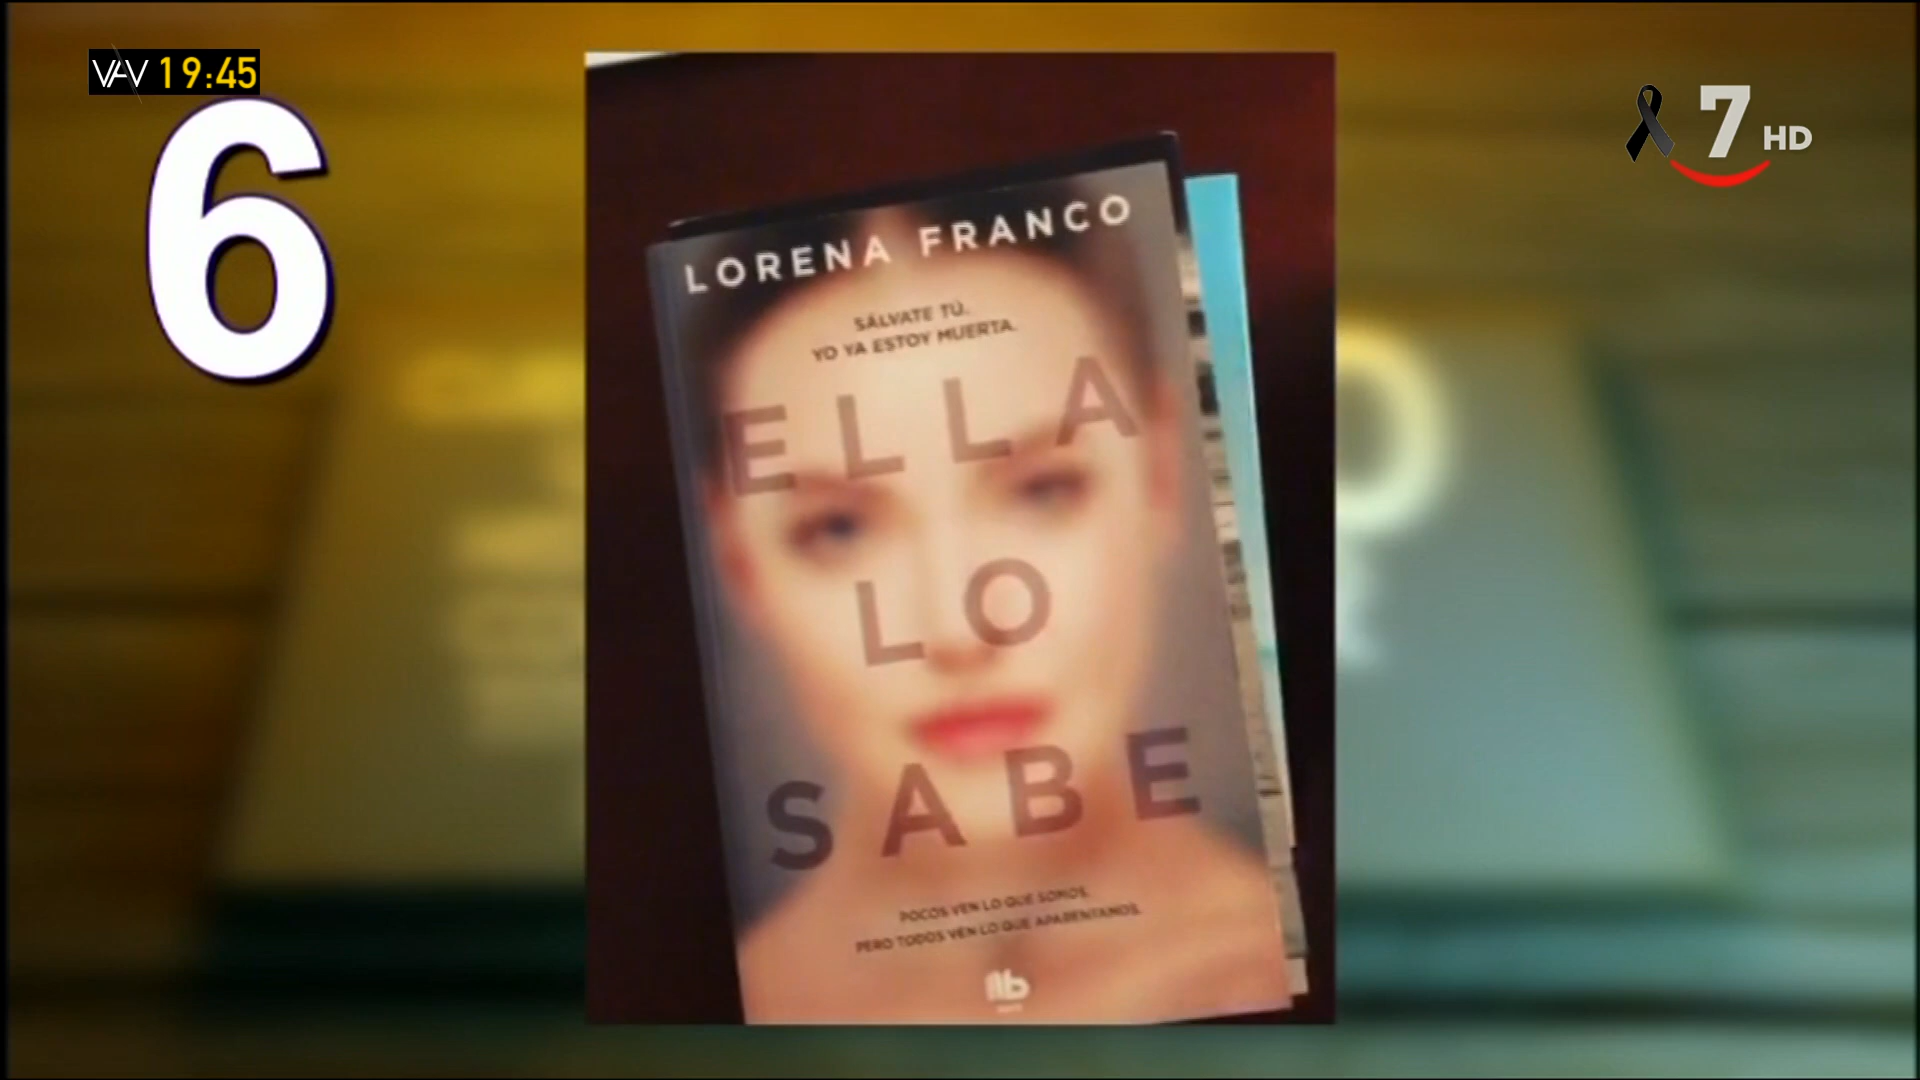 VAV 19:45
6
7 HD
LORENA FRANCO
SÁLVATE TÚ.
YO YA ESTOY MUERTA.
ELLA
LO
SABE
POCOS VEN LO QUE SOMOS,
PERO TODOS VEN LO QUE APARENTAMOS.
b